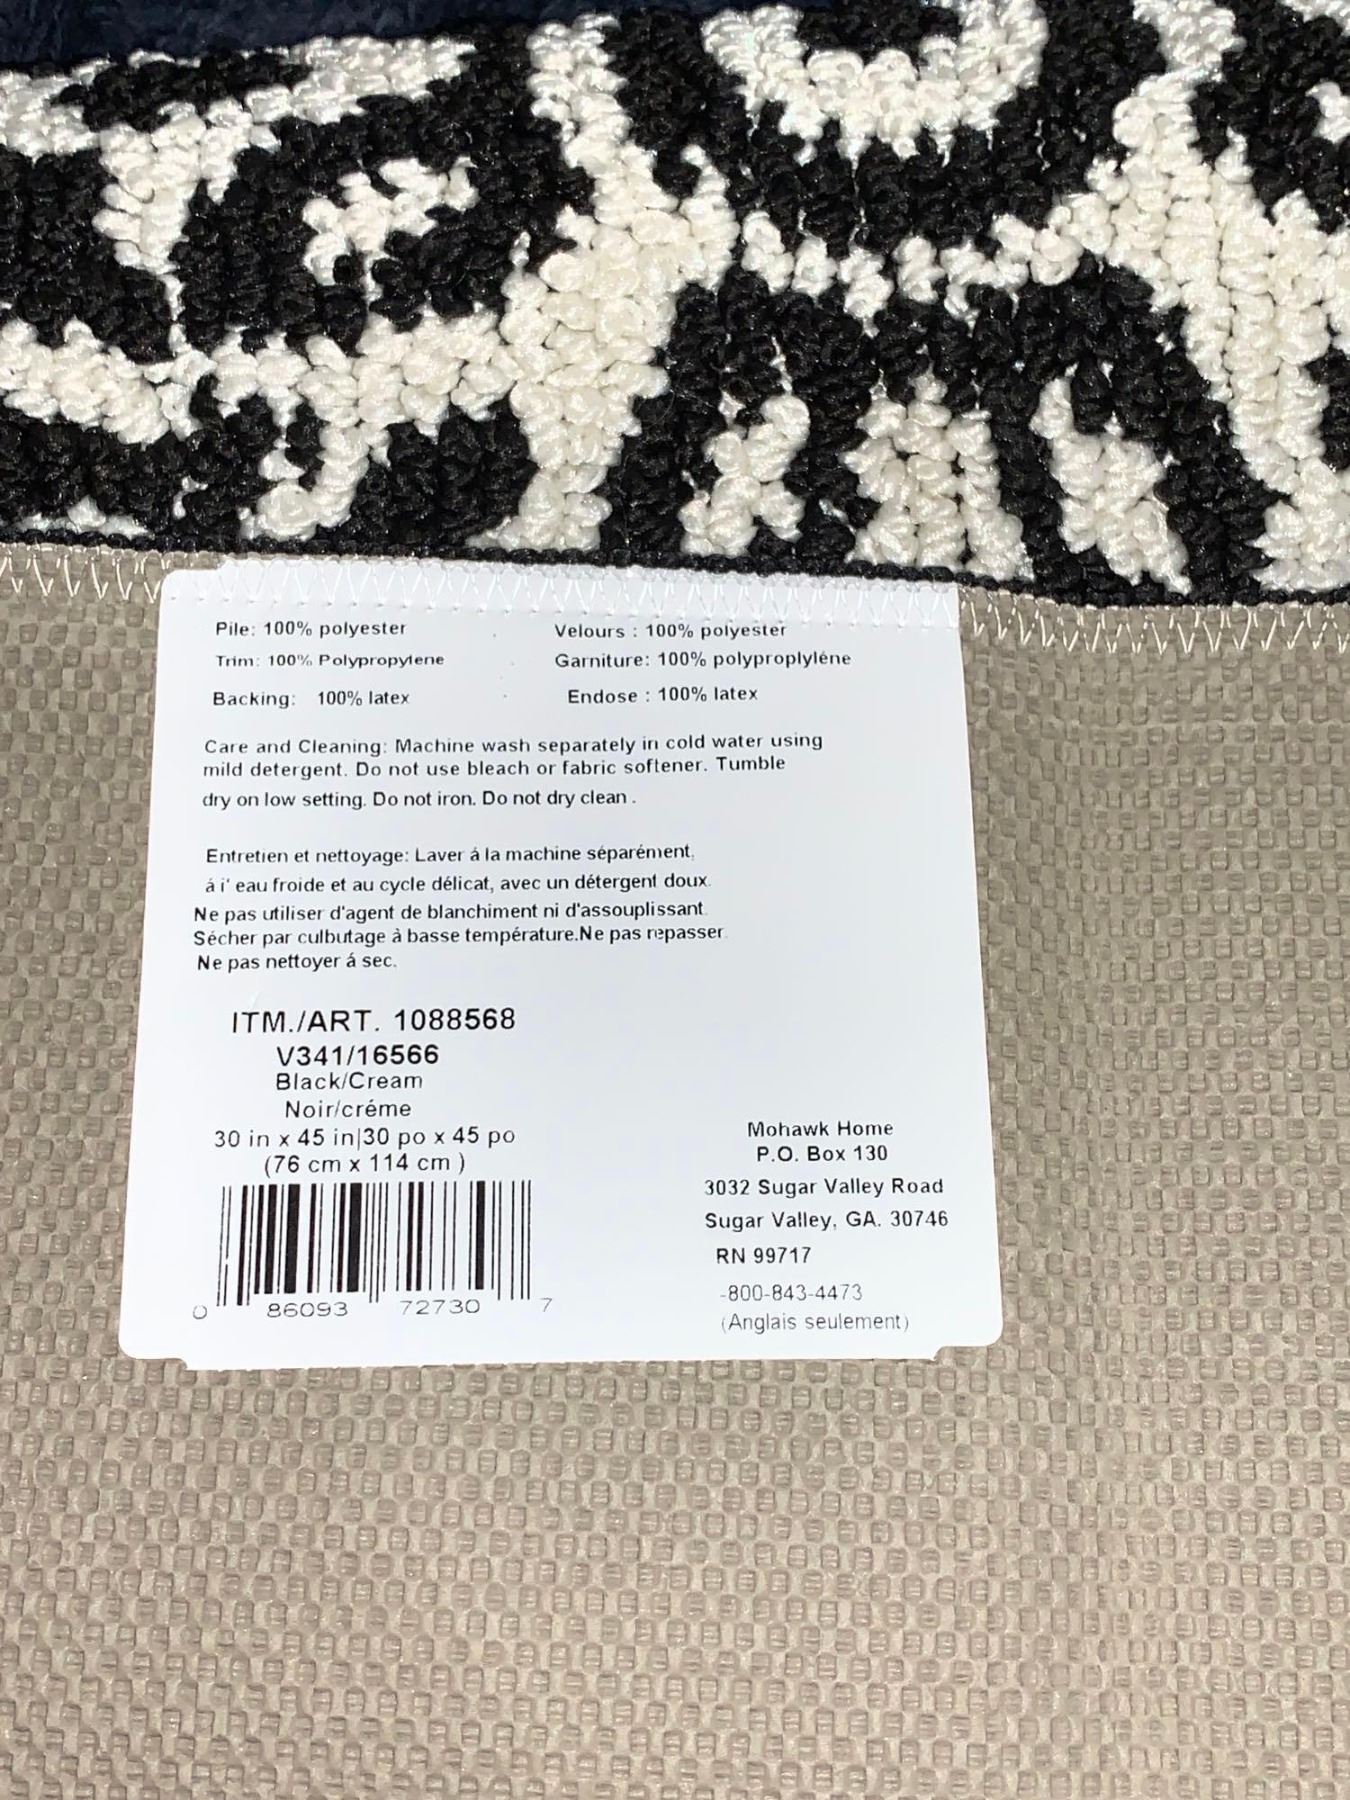 Pile: 100% polyester
Velours : 100% polyester
Trim: 100% Polypropylene
Garniture: 100% polyproplyléne
Backing: 100% latex
Endose : 100% latex
Care and Cleaning: Machine wash separately in cold water using
mild detergent. Do not use bleach or fabric softener. Tumble
dry on low setting. Do not iron. Do not dry clean .
Entretien et nettoyage: Laver á la machine séparément,
á i' eau froide et au cycle délicat, avec un détergent doux.
Ne pas utiliser d'agent de blanchiment ni d'assouplissant.
Sécher par culbutage à basse température.Ne pas repasser.
Ne pas nettoyer á sec.
ITM./ART. 1088568
V341/16566
Black/Cream
Noir/créme
30 in x 45 in|30 po x 45 po
(76 cm x 114 cm )
0 86093 72730 7
Mohawk Home
P.O. Box 130
3032 Sugar Valley Road
Sugar Valley, GA. 30746
RN 99717
-800-843-4473
(Anglais seulement)